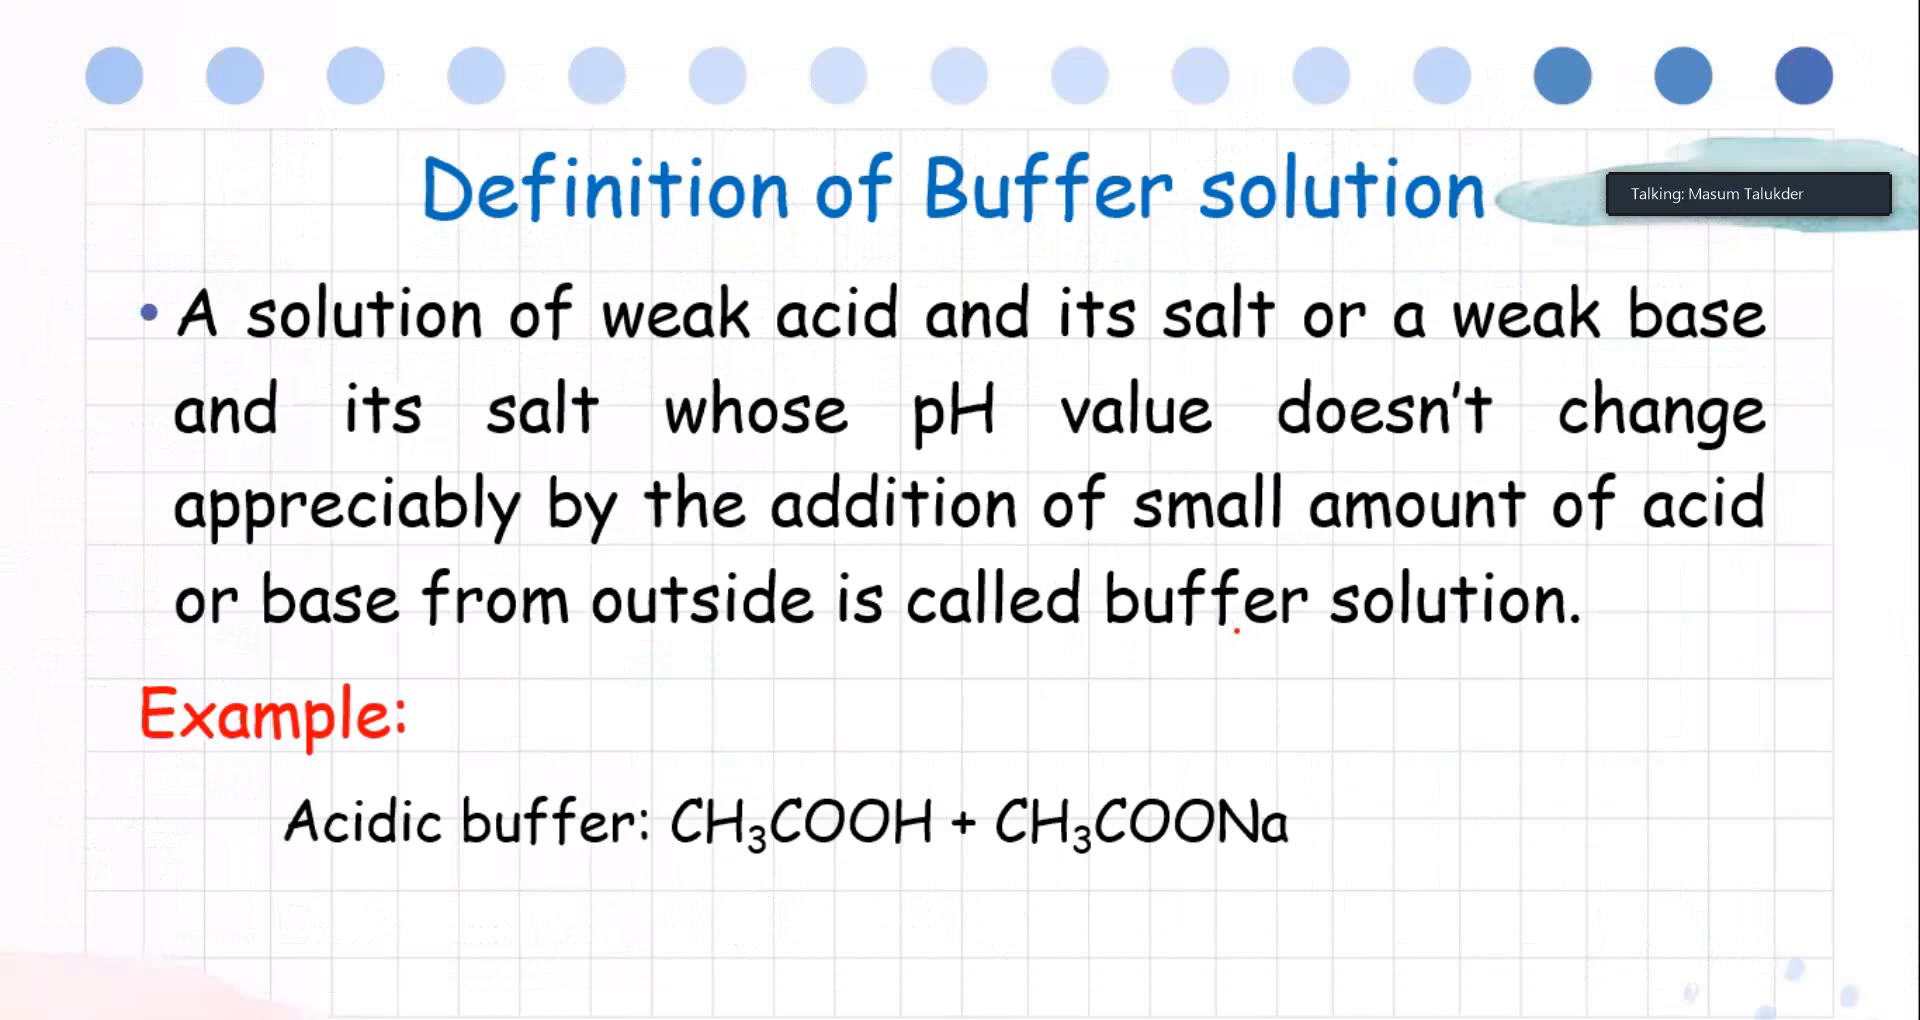 Definition of Buffer solution
Talking: Masum Talukder
• A solution of weak acid and its salt or a weak base
and its salt whose pH value doesn't change
appreciably by the addition of small amount of acid
or base from outside is called buffer solution.
Example:
Acidic buffer: CH₃COOH + CH₃COONa